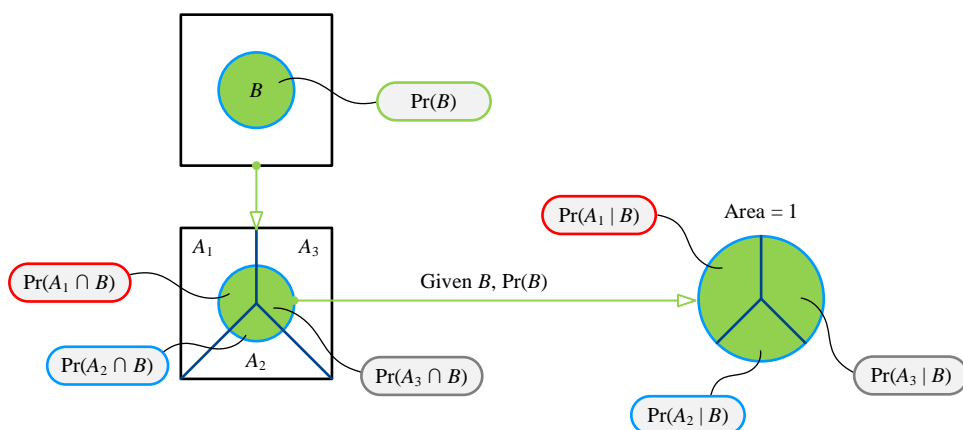 B
Pr(B)
A₁
A₃
Pr(A₁ ∩ B)
Pr(A₂ ∩ B)
A₂
Pr(A₃ ∩ B)
Given B, Pr(B)
Pr(A₁ | B)
Area = 1
Pr(A₃ | B)
Pr(A₂ | B)